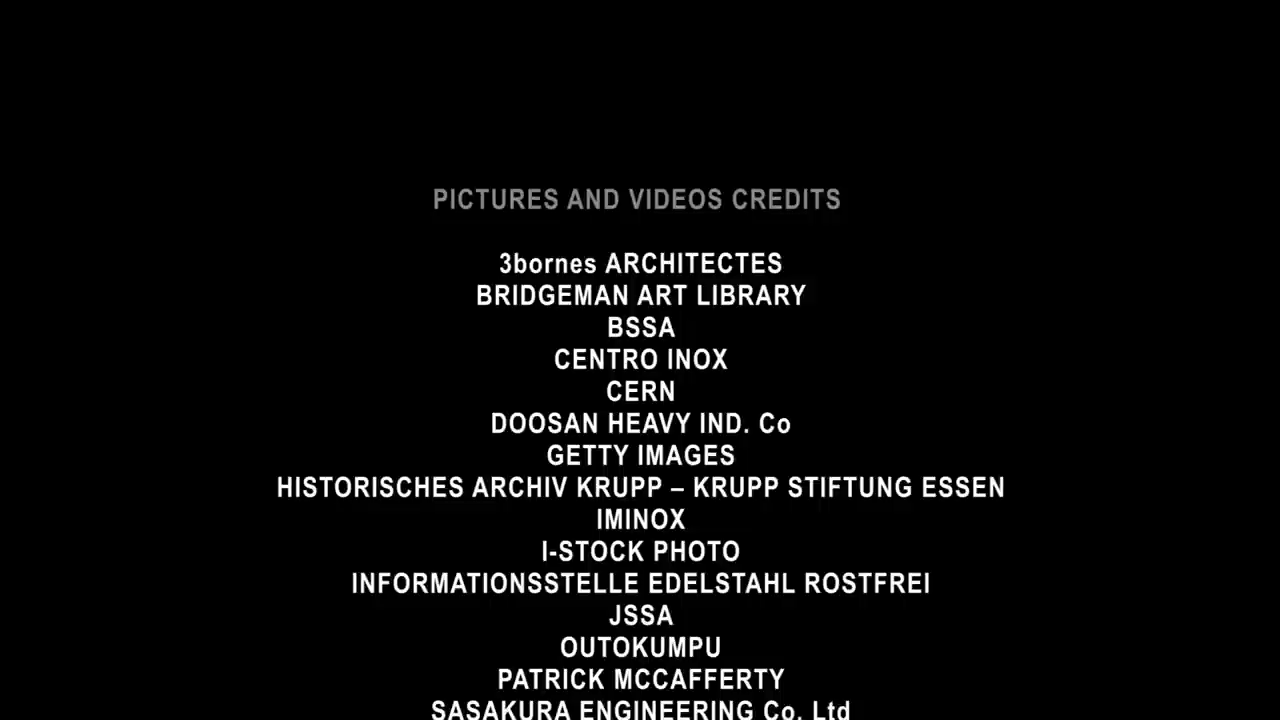 PICTURES AND VIDEOS CREDITS
3bornes ARCHITECTES
BRIDGEMAN ART LIBRARY
BSSA
CENTRO INOX
CERN
DOOSAN HEAVY IND. Co
GETTY IMAGES
HISTORISCHES ARCHIV KRUPP – KRUPP STIFTUNG ESSEN
IMINOX
I-STOCK PHOTO
INFORMATIONSSTELLE EDELSTAHL ROSTFREI
JSSA
OUTOKUMPU
PATRICK MCCAFFERTY
SASAKURA ENGINEERING Co. Ltd